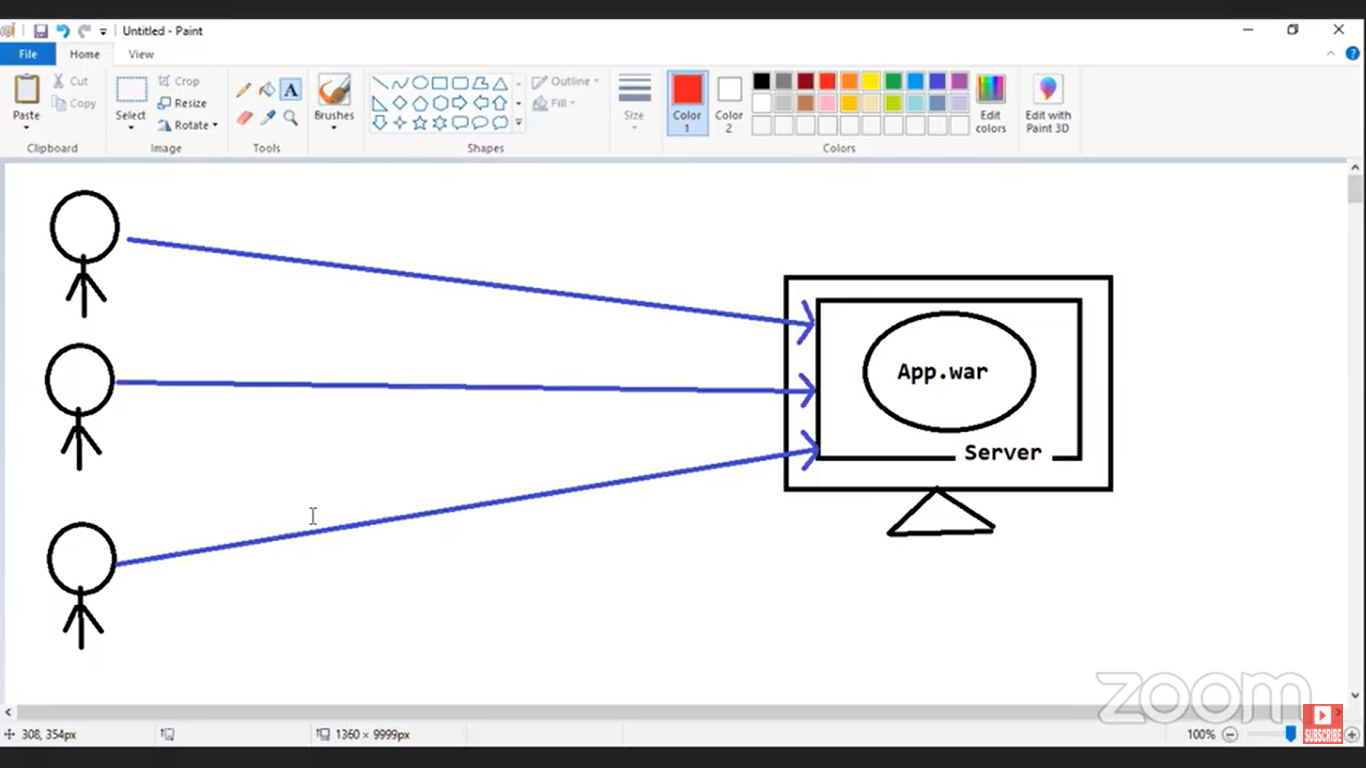 Untitled - Paint
File Home View
Paste
Cut
Copy
Clipboard
Select
Crop
Resize
Rotate
Image
A
Tools
Brushes
Shapes
Outline
Fill
Size
Color 1
Color 2
Edit colors
Edit with Paint 3D
Colors
App.war
Server
zoom
SUBSCRIBE
308, 354px
1360 × 9999px
100%